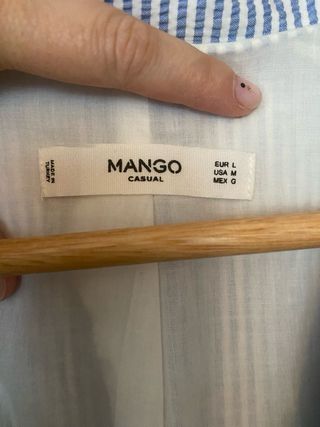 MADE IN
TURKEY
MANGO
CASUAL
EUR L
USA M
MEX G